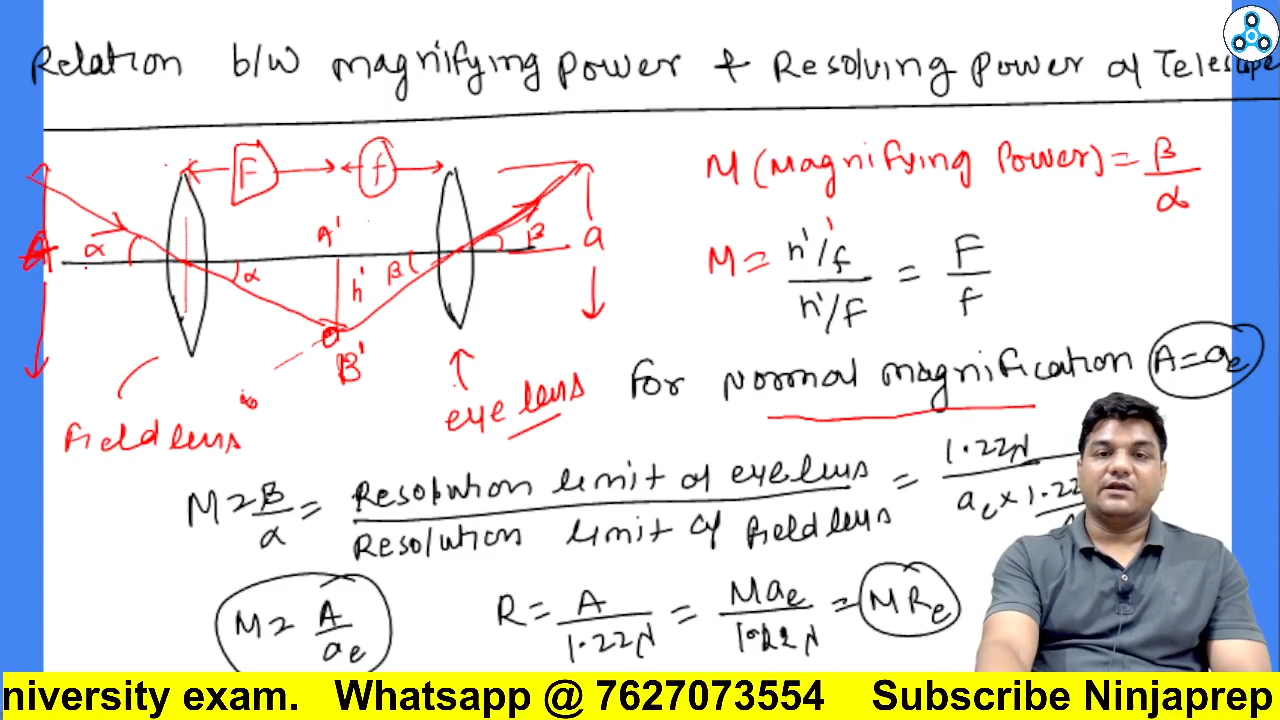 Relation b/w magnifying power & Resolving power of Telescope
F f
M (Magnifying Power) = β/α
A α α A' h' β β a
B'
M = h'/f / h'/F = F/f
For Normal magnification A = ae
Field lens
eye lens
M = β/α = Resolution limit of eye lens / Resolution limit of field lens = 1.22λ / ae × 1.22
M = A/ae
R = A/1.22λ = Mae/1.22λ = MRe
niversity exam. Whatsapp @ 7627073554 Subscribe Ninjaprep